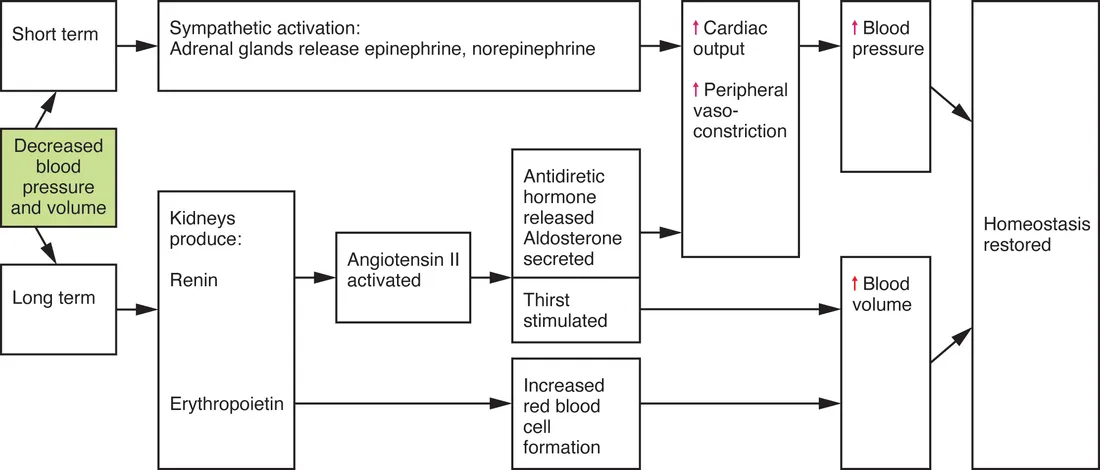 Short term
Sympathetic activation:
Adrenal glands release epinephrine, norepinephrine
↑ Cardiac
output
↑ Peripheral
vaso-
constriction
↑ Blood
pressure
Decreased
blood
pressure
and volume
Long term
Kidneys
produce:
Renin
Erythropoietin
Angiotensin II
activated
Antidiretic
hormone
released
Aldosterone
secreted
Thirst
stimulated
Increased
red blood
cell
formation
↑ Blood
volume
Homeostasis
restored